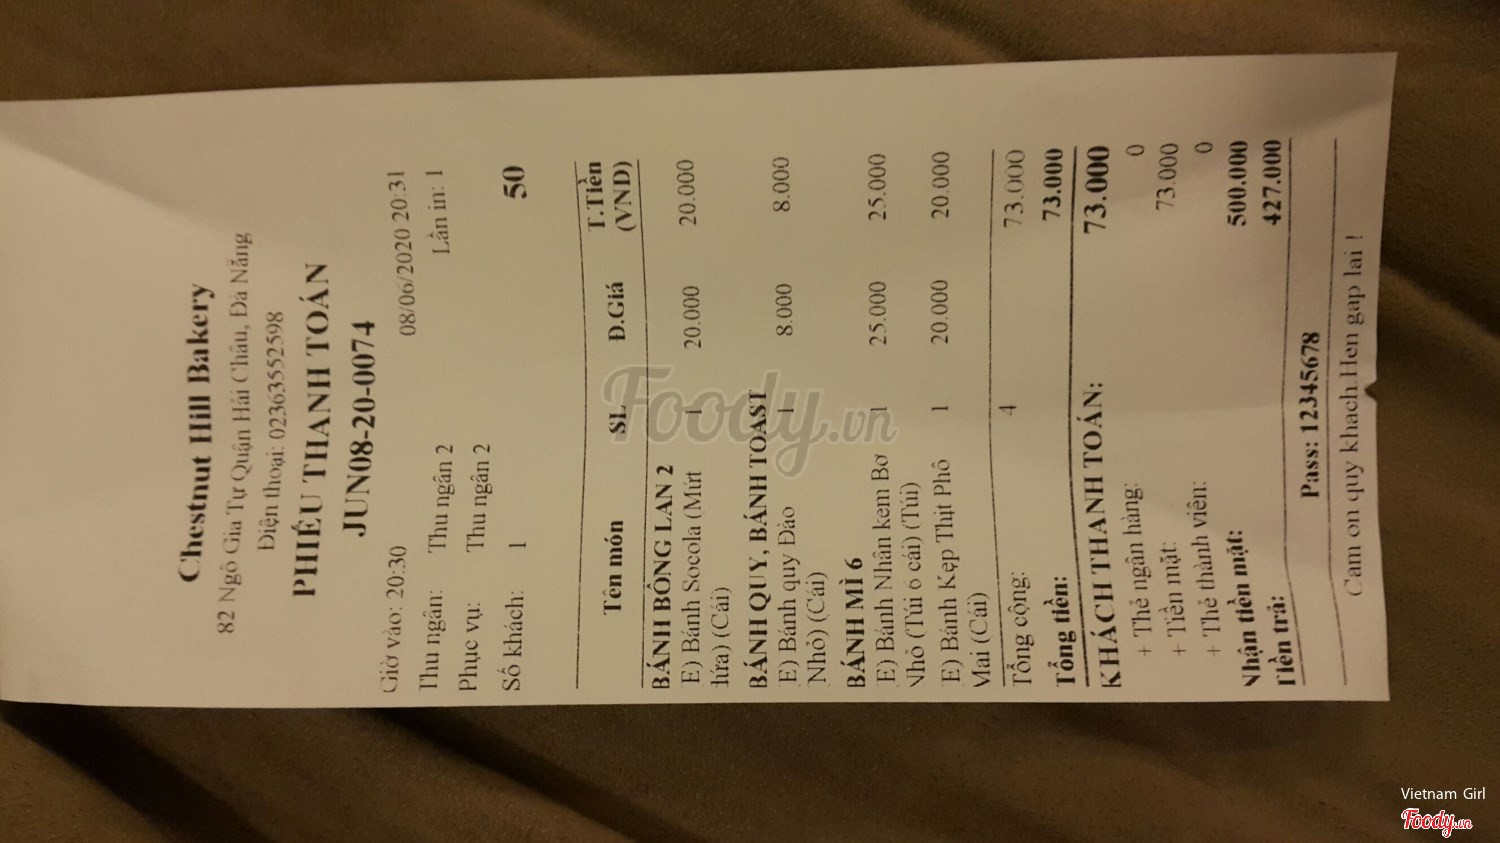 Chestnut Hill Bakery
82 Ngô Gia Tự Quận Hải Châu, Đà Nẵng
Điện thoại: 02363552598
PHIẾU THANH TOÁN
JUN08-20-0074
Giờ vào: 20:30 08/06/2020 20:31
Thu ngân: Thu ngân 2 Lần in: 1
Phục vụ: Thu ngân 2
Số khách: 1 50
Tên món SL Đ.Giá T.Tiền
(VND)
BÁNH BÔNG LAN 2
E) Bánh Socola (Mứt 1 20.000 20.000
lứa) (Cái)
BÁNH QUY, BÁNH TOAST
E) Bánh quy Đào 1 8.000 8.000
Nhỏ) (Cái)
BÁNH MÌ 6
E) Bánh Nhân kem Bơ 1 25.000 25.000
Nhỏ (Túi 6 cái) (Túi)
E) Bánh Kẹp Thịt Phô 1 20.000 20.000
Mai (Cái)
Tổng cộng: 4 73.000
Tổng tiền: 73.000
KHÁCH THANH TOÁN: 73.000
+ Thẻ ngân hàng: 0
+ Tiền mặt: 73.000
+ Thẻ thành viên: 0
Nhận tiền mặt: 500.000
Tiền trả: 427.000
Pass: 12345678
Cam on quy khach Hen gap lai !
Foody.vn
Vietnam Girl
Foody.vn